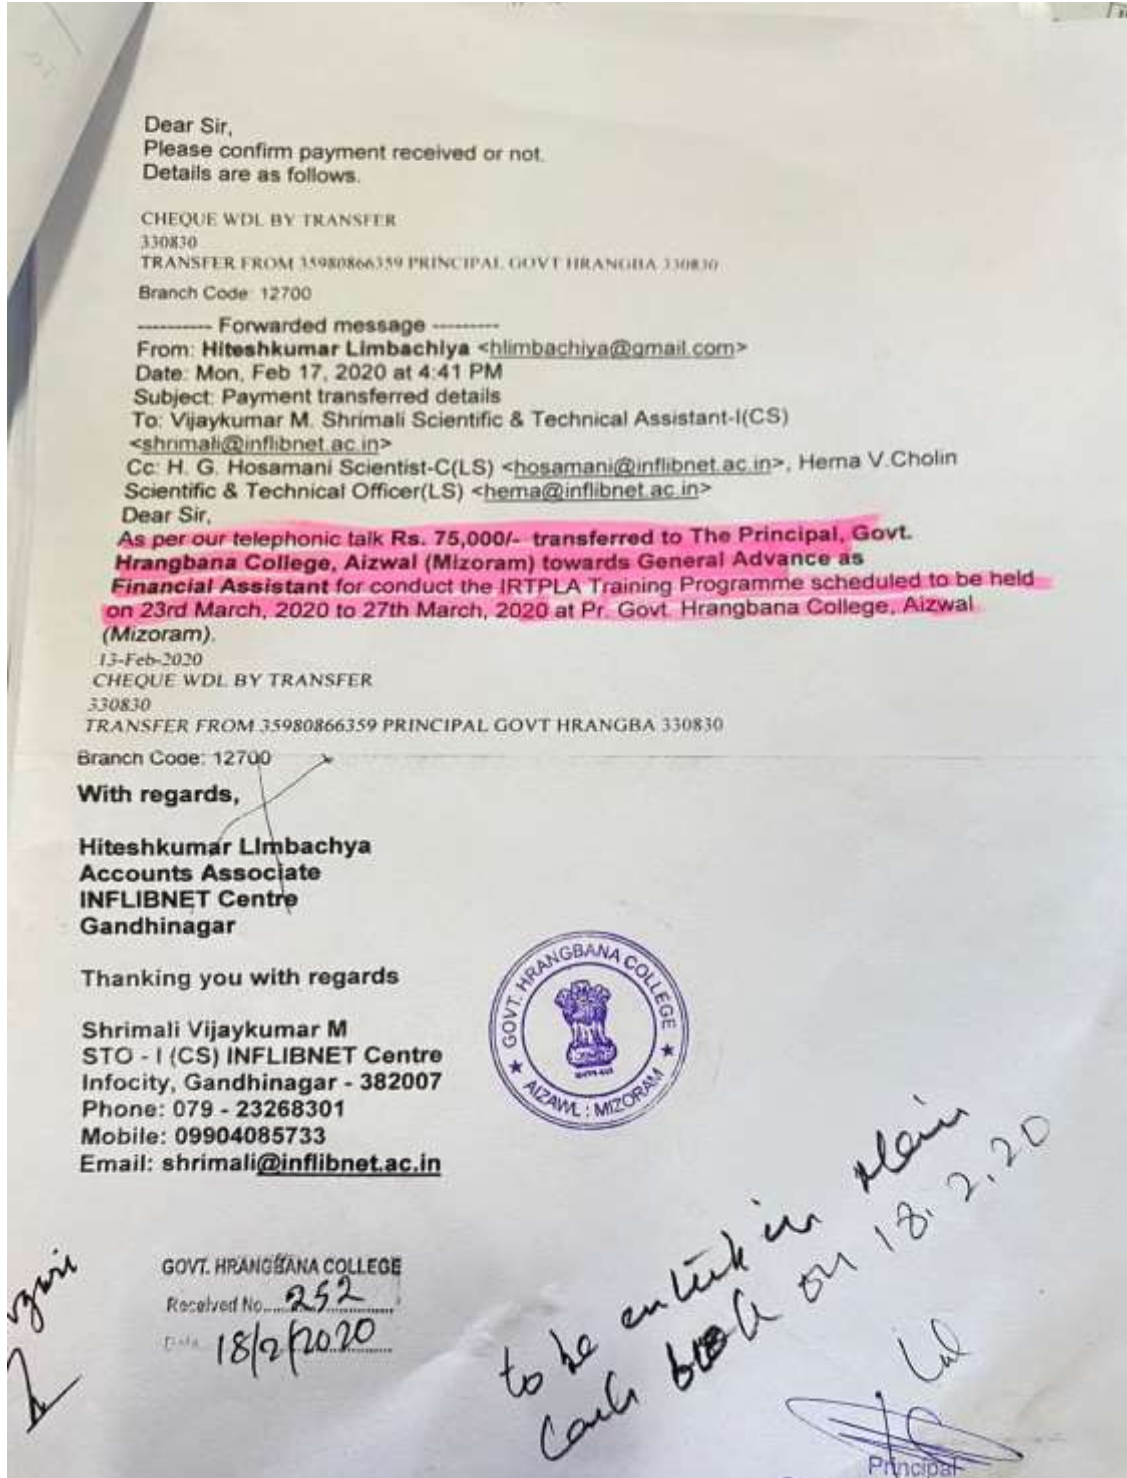 Dear Sir,
Please confirm payment received or not.
Details are as follows.
CHEQUE WDL BY TRANSFER
330830
TRANSFER FROM 35980866359 PRINCIPAL GOVT HRANGBA 330830
Branch Code: 12700
---------- Forwarded message ---------
From: Hiteshkumar Limbachiya <hlimbachiya@gmail.com>
Date: Mon, Feb 17, 2020 at 4:41 PM
Subject: Payment transferred details
To: Vijaykumar M. Shrimali Scientific & Technical Assistant-I(CS)
<shrimali@inflibnet.ac.in>
Cc: H. G. Hosamani Scientist-C(LS) <hosamani@inflibnet.ac.in>, Hema V.Cholin
Scientific & Technical Officer(LS) <hema@inflibnet.ac.in>
Dear Sir,
As per our telephonic talk Rs. 75,000/- transferred to The Principal, Govt.
Hrangbana College, Aizwal (Mizoram) towards General Advance as
Financial Assistant for conduct the IRTPLA Training Programme scheduled to be held
on 23rd March, 2020 to 27th March, 2020 at Pr. Govt. Hrangbana College, Aizwal
(Mizoram).
13-Feb-2020
CHEQUE WDL BY TRANSFER
330830
TRANSFER FROM 35980866359 PRINCIPAL GOVT HRANGBA 330830
Branch Code: 12700
With regards,
Hiteshkumar LImbachya
Accounts Associate
INFLIBNET Centre
Gandhinagar
Thanking you with regards
Shrimali Vijaykumar M
STO - I (CS) INFLIBNET Centre
Infocity, Gandhinagar - 382007
Phone: 079 - 23268301
Mobile: 09904085733
Email: shrimali@inflibnet.ac.in
GOVT. HRANGBANA COLLEGE
AIZAWL : MIZORAM
GOVT. HRANGBANA COLLEGE
Received No. 252
Date 18/2/2020
to be in Main
Cash book on 18.2.20
Principal